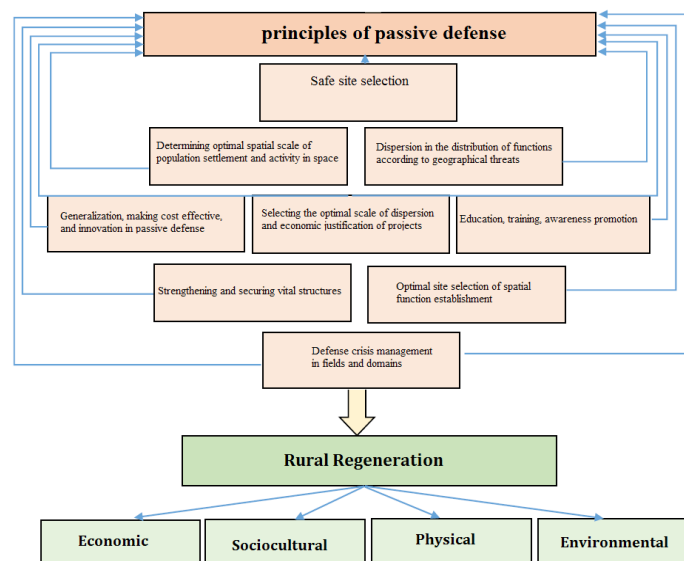 principles of passive defense
Safe site selection
Determining optimal spatial scale of
population settlement and activity in space
Dispersion in the distribution of functions
according to geographical threats
Generalization, making cost effective,
and innovation in passive defense
Selecting the optimal scale of dispersion
and economic justification of projects
Education, training, awareness promotion
Strengthening and securing vital structures
Optimal site selection of spatial
function establishment
Defense crisis management
in fields and domains
Rural Regeneration
Economic
Sociocultural
Physical
Environmental